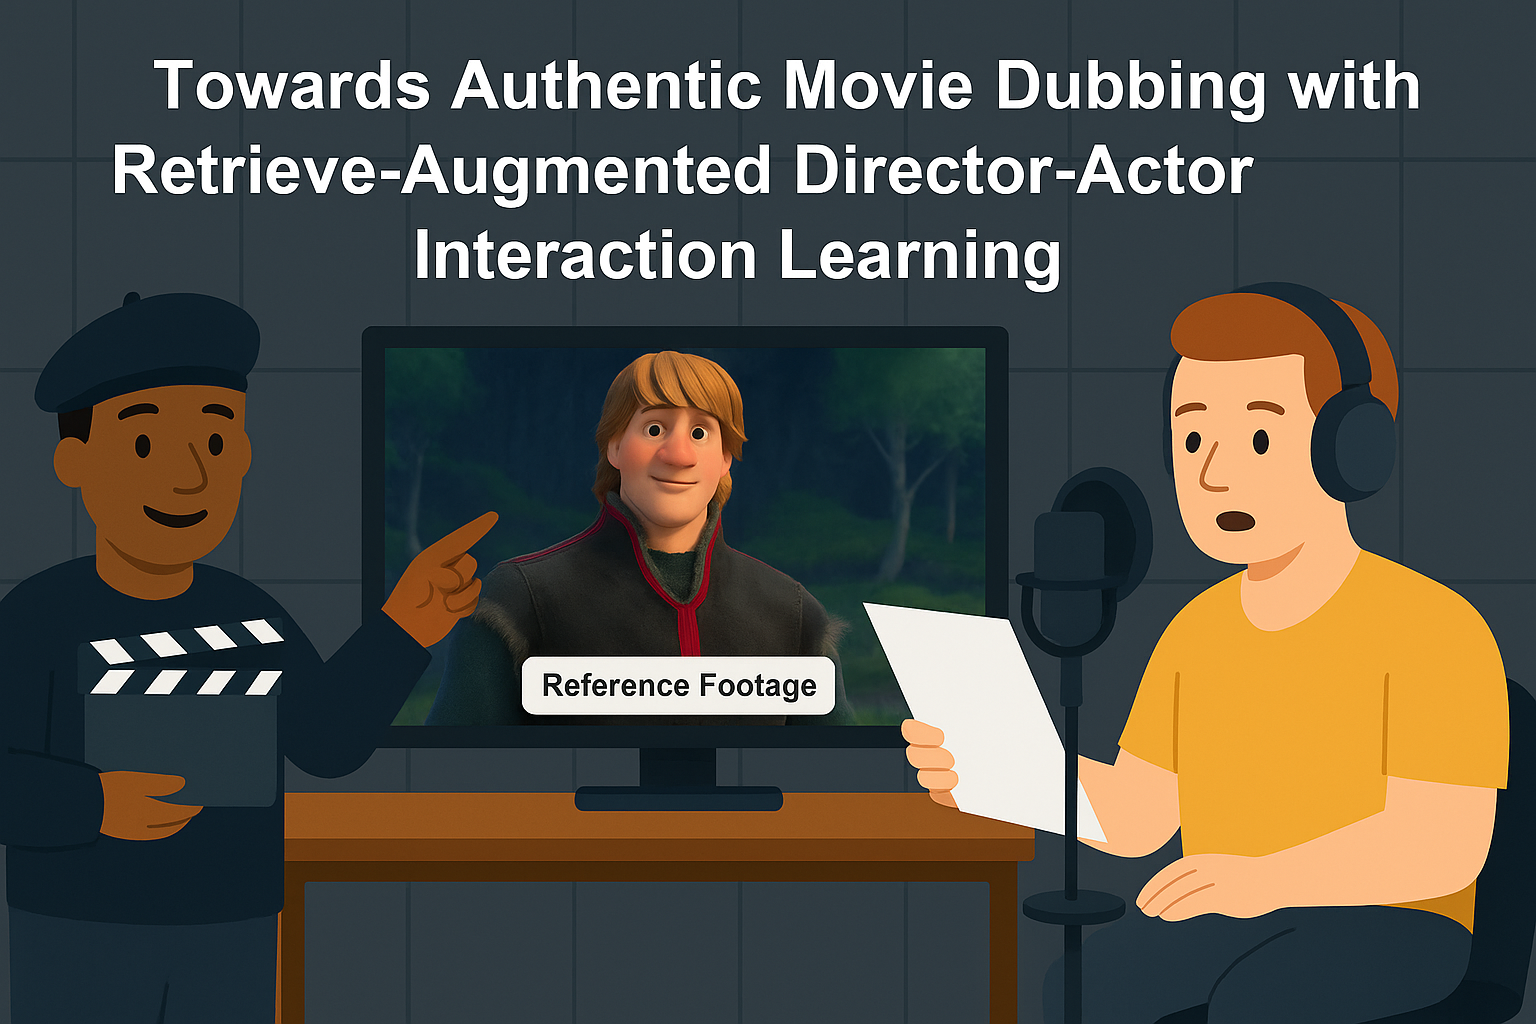 Towards Authentic Movie Dubbing with
Retrieve-Augmented Director-Actor
Interaction Learning
Reference Footage